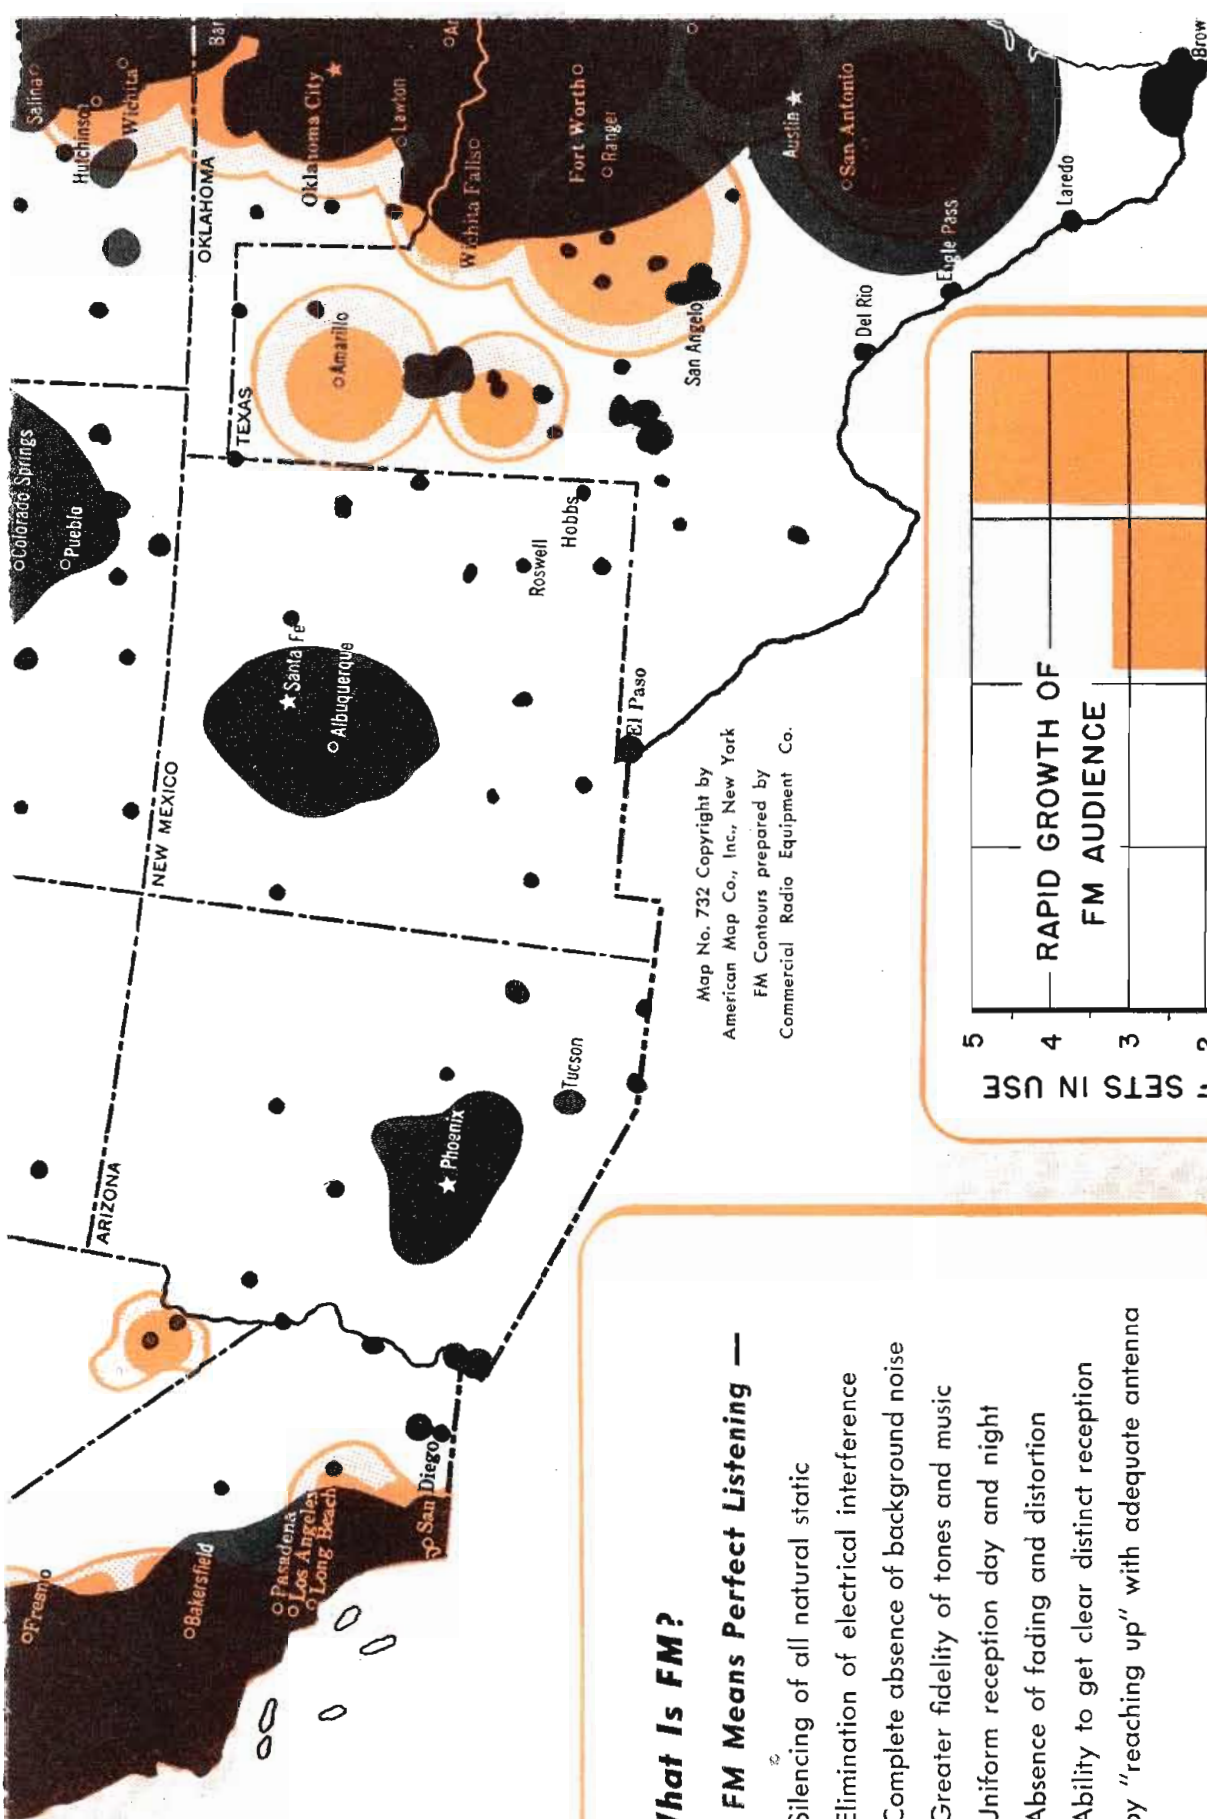 Fresno
Bakersfield
Pasadena
Los Angeles
Long Beach
San Diego
ARIZONA
Phoenix
Tucson
NEW MEXICO
Santa Fe
Albuquerque
Roswell
Hobbs
El Paso
Colorado Springs
Pueblo
TEXAS
Amarillo
OKLAHOMA
Salina
Hutchinson
Wichita
Oklahoma City
Lawton
Wichita Falls
Fort Worth
Ranger
San Angelo
Austin
San Antonio
Del Rio
Eagle Pass
Laredo
Brow
Map No. 732 Copyright by
American Map Co., Inc., New York
FM Contours prepared by
Commercial Radio Equipment Co.
What Is FM?
FM Means Perfect Listening —
Silencing of all natural static
Elimination of electrical interference
Complete absence of background noise
Greater fidelity of tones and music
Uniform reception day and night
Absence of fading and distortion
Ability to get clear distinct reception
by "reaching up" with adequate antenna
RAPID GROWTH OF
FM AUDIENCE
5
4
3
2
F SETS IN USE